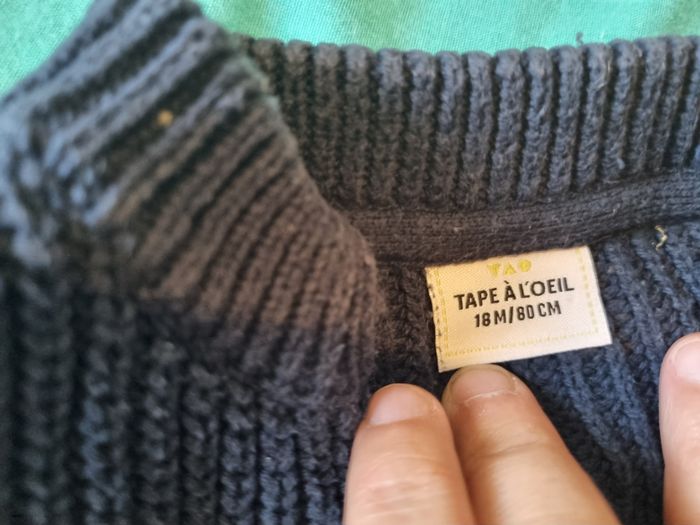 TAO
TAPE À L'OEIL
18M/80CM